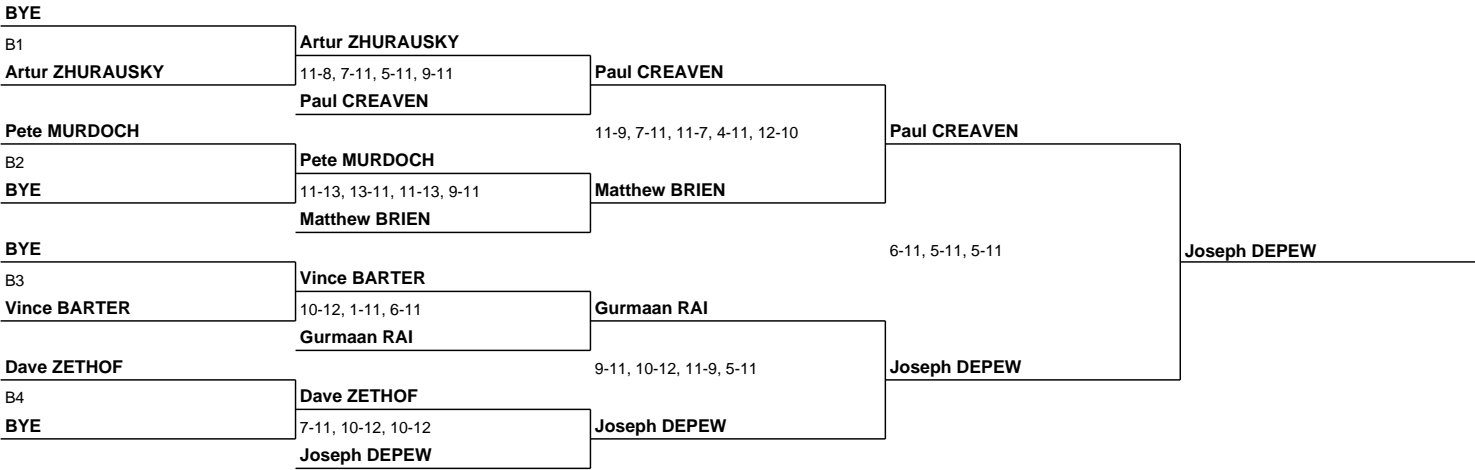 BYE
B1
Artur ZHURAUSKY
Artur ZHURAUSKY
11-8, 7-11, 5-11, 9-11
Paul CREAVEN
Paul CREAVEN
Pete MURDOCH
B2
BYE
Pete MURDOCH
11-13, 13-11, 11-13, 9-11
Matthew BRIEN
11-9, 7-11, 11-7, 4-11, 12-10
Matthew BRIEN
Paul CREAVEN
BYE
B3
Vince BARTER
Vince BARTER
10-12, 1-11, 6-11
Gurmaan RAI
Gurmaan RAI
Dave ZETHOF
B4
BYE
Dave ZETHOF
7-11, 10-12, 10-12
Joseph DEPEW
9-11, 10-12, 11-9, 5-11
Joseph DEPEW
Joseph DEPEW
6-11, 5-11, 5-11
Joseph DEPEW